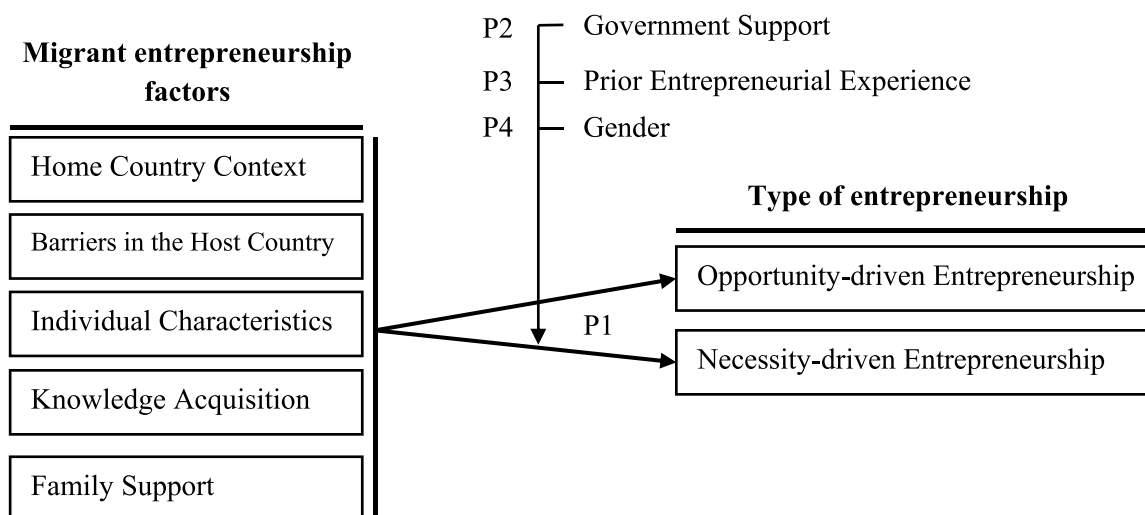 Migrant entrepreneurship
factors
Home Country Context
Barriers in the Host Country
Individual Characteristics
Knowledge Acquisition
Family Support
P2 Government Support
P3 Prior Entrepreneurial Experience
P4 Gender
P1
Type of entrepreneurship
Opportunity-driven Entrepreneurship
Necessity-driven Entrepreneurship